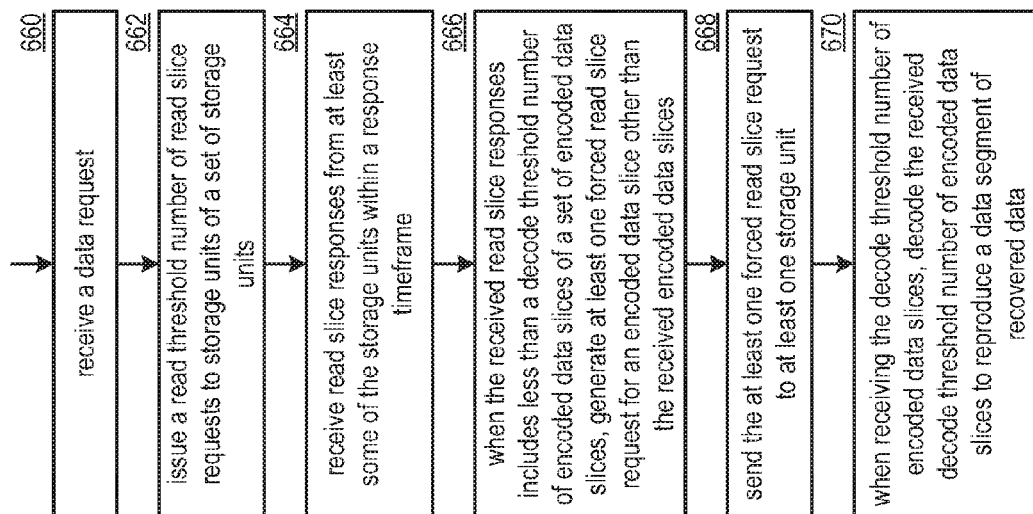 660
receive a data request
662
issue a read threshold number of read slice
requests to storage units of a set of storage
units
664
receive read slice responses from at least
some of the storage units within a response
timeframe
666
when the received read slice responses
includes less than a decode threshold number
of encoded data slices of a set of encoded data
slices, generate at least one forced read slice
request for an encoded data slice other than
the received encoded data slices
668
send the at least one forced read slice request
to at least one storage unit
670
when receiving the decode threshold number of
encoded data slices, decode the received
decode threshold number of encoded data
slices to reproduce a data segment of
recovered data